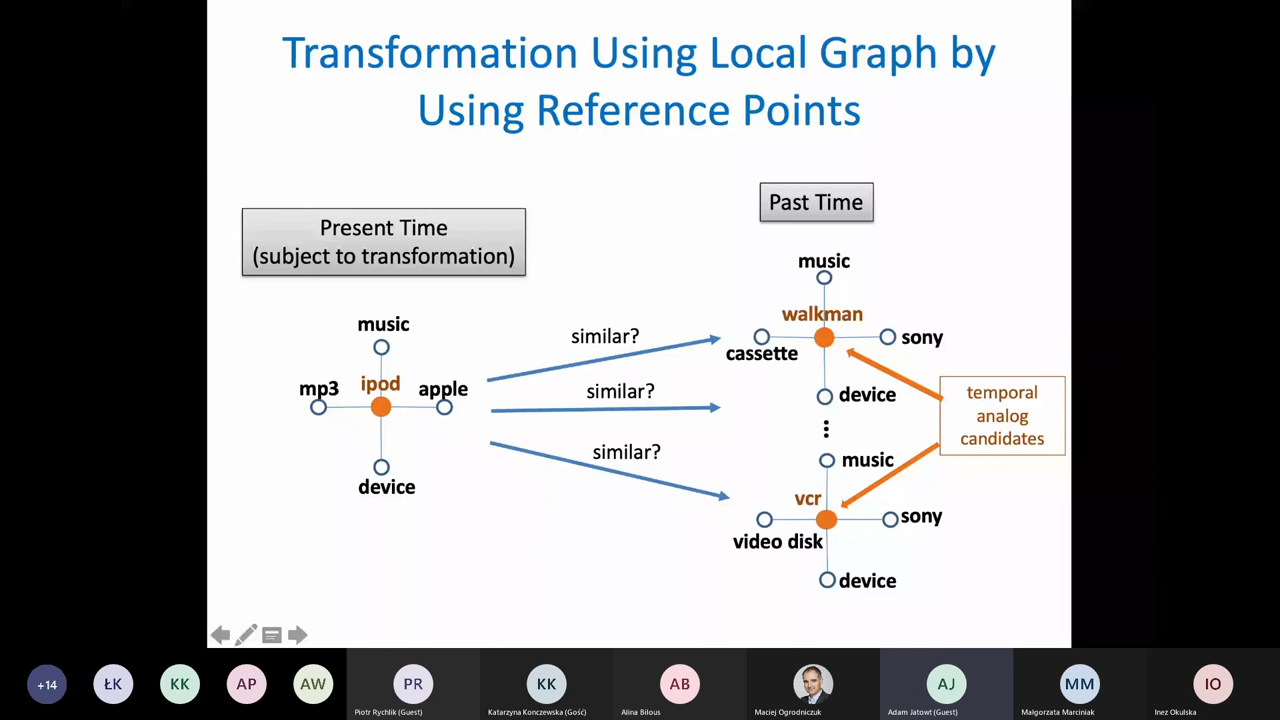 Transformation Using Local Graph by
Using Reference Points
Present Time
(subject to transformation)
Past Time
music
mp3
ipod
apple
device
similar?
similar?
similar?
music
walkman
cassette
sony
device
music
vcr
sony
video disk
device
temporal
analog
candidates
+14
ŁK
KK
AP
AW
PR
Piotr Rychlik (Guest)
KK
Katarzyna Konczewska (Gość)
AB
Alina Bilous
Maciej Ogrodniczuk
AJ
Adam Jatowt (Guest)
MM
Małgorzata Marciniak
IO
Inez Okulska